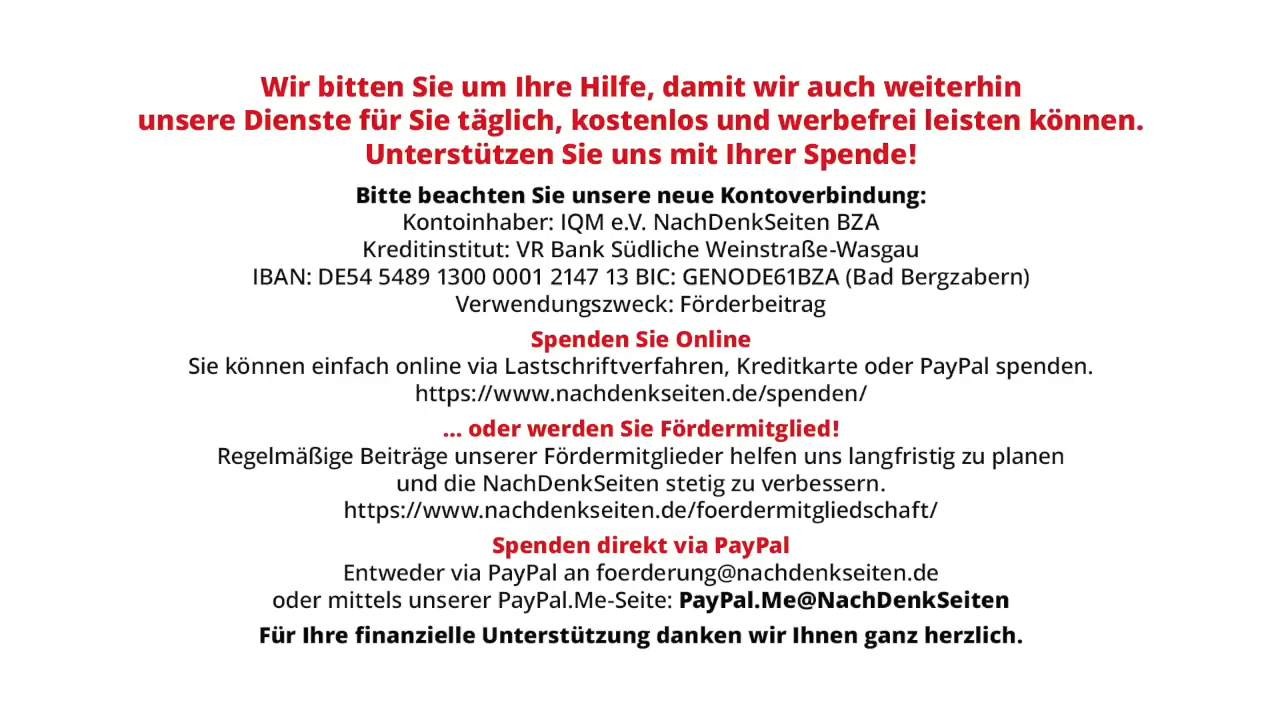 Wir bitten Sie um Ihre Hilfe, damit wir auch weiterhin
unsere Dienste für Sie täglich, kostenlos und werbefrei leisten können.
Unterstützen Sie uns mit Ihrer Spende!
Bitte beachten Sie unsere neue Kontoverbindung:
Kontoinhaber: IQM e.V. NachDenkSeiten BZA
Kreditinstitut: VR Bank Südliche Weinstraße-Wasgau
IBAN: DE54 5489 1300 0001 2147 13 BIC: GENODE61BZA (Bad Bergzabern)
Verwendungszweck: Förderbeitrag
Spenden Sie Online
Sie können einfach online via Lastschriftverfahren, Kreditkarte oder PayPal spenden.
https://www.nachdenkseiten.de/spenden/
... oder werden Sie Fördermitglied!
Regelmäßige Beiträge unserer Fördermitglieder helfen uns langfristig zu planen
und die NachDenkSeiten stetig zu verbessern.
https://www.nachdenkseiten.de/foerdermitgliedschaft/
Spenden direkt via PayPal
Entweder via PayPal an foerderung@nachdenkseiten.de
oder mittels unserer PayPal.Me-Seite: PayPal.Me@NachDenkSeiten
Für Ihre finanzielle Unterstützung danken wir Ihnen ganz herzlich.